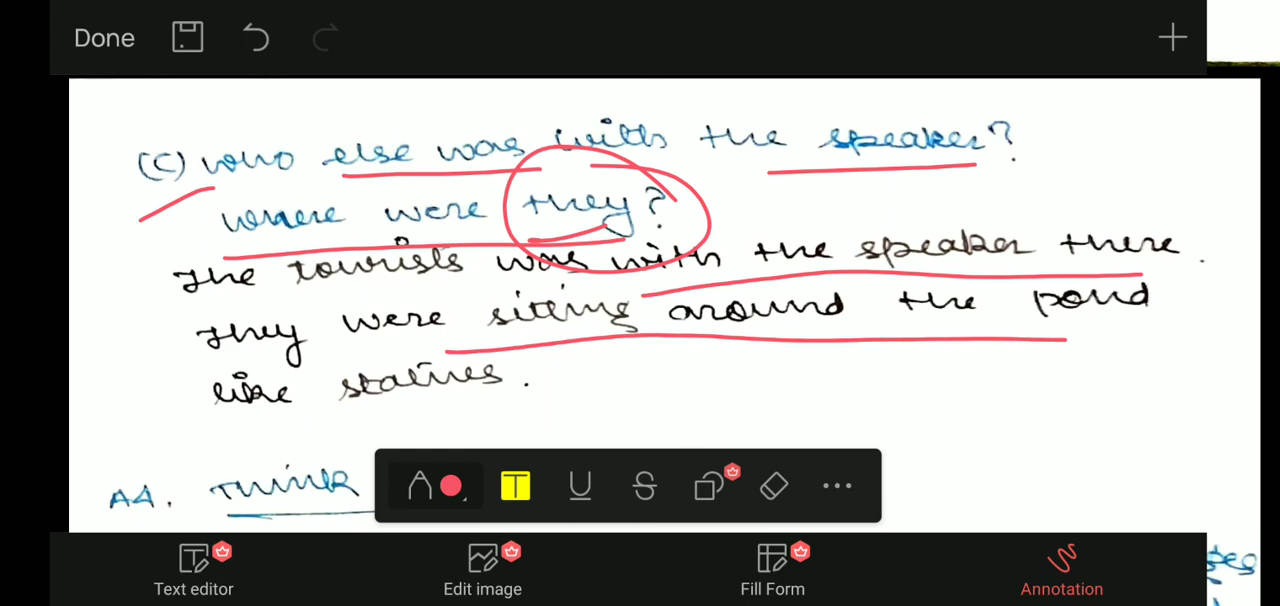 Done
(C) who else was with the speaker?
where were they?
The tourists was with the speaker there.
They were sitting around the pond
like statues.
A4. Think
T
Text editor
Edit image
Fill Form
Annotation